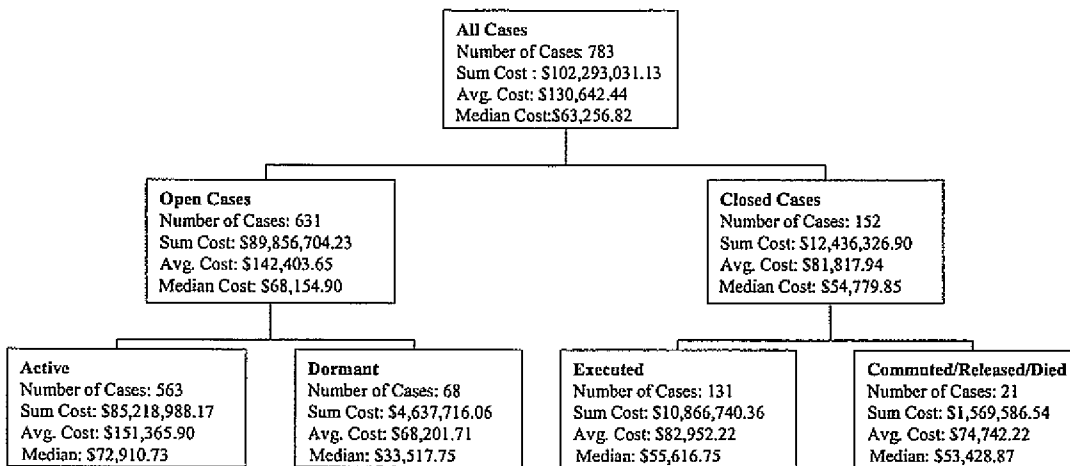 All Cases
Number of Cases: 783
Sum Cost : $102,293,031.13
Avg. Cost: $130,642.44
Median Cost:$63,256.82
Open Cases
Number of Cases: 631
Sum Cost: $89,856,704.23
Avg. Cost: $142,403.65
Median Cost: $68,154.90
Closed Cases
Number of Cases: 152
Sum Cost: $12,436,326.90
Avg. Cost: $81,817.94
Median Cost: $54,779.85
Active
Number of Cases: 563
Sum Cost: $85,218,988.17
Avg. Cost: $151,365.90
Median: $72,910.73
Dormant
Number of Cases: 68
Sum Cost: $4,637,716.06
Avg. Cost: $68,201.71
Median: $33,517.75
Executed
Number of Cases: 131
Sum Cost: $10,866,740.36
Avg. Cost: $82,952.22
Median: $55,616.75
Commuted/Released/Died
Number of Cases: 21
Sum Cost: $1,569,586.54
Avg. Cost: $74,742.22
Median: $53,428.87